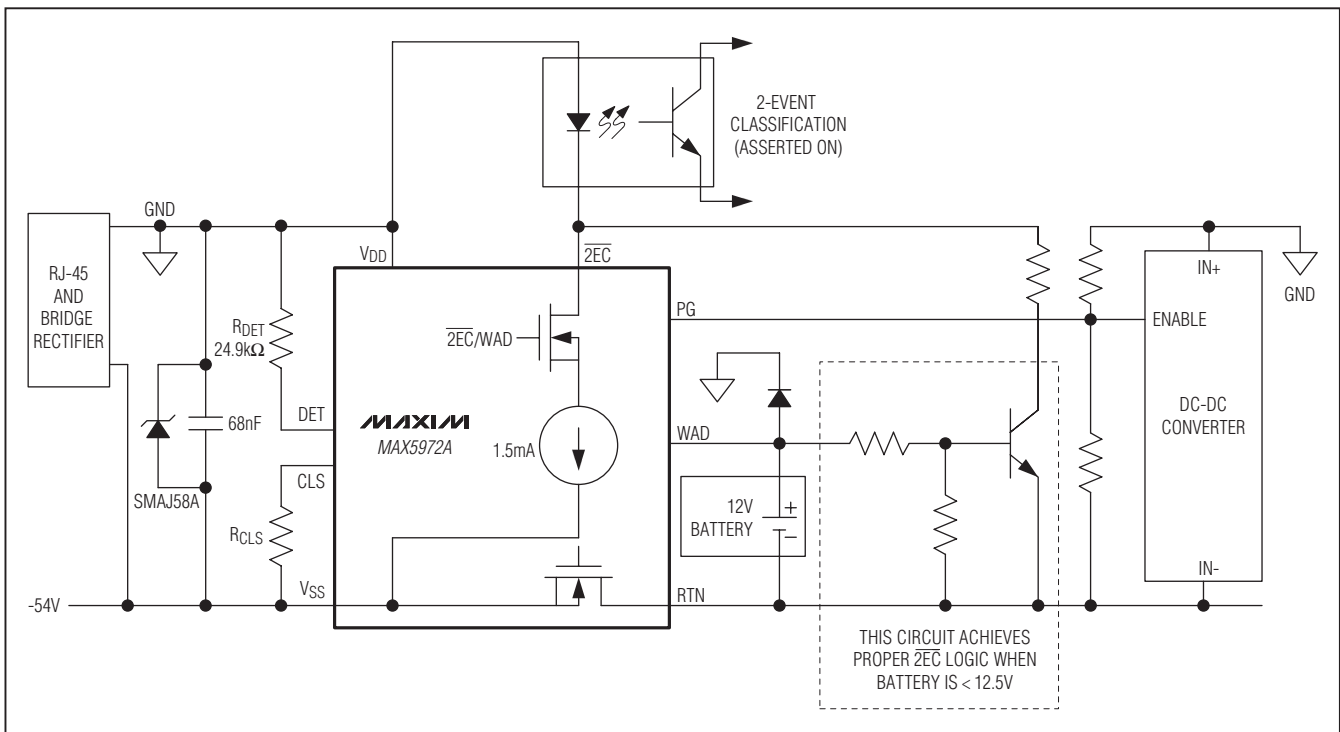 2-EVENT
CLASSIFICATION
(ASSERTED ON)
GND
RJ-45
AND
BRIDGE
RECTIFIER
VDD
2EC
IN+
GND
RDET
24.9kΩ
2EC/WAD
PG
ENABLE
DET
68nF
MAXIM
MAX5972A
1.5mA
WAD
DC-DC
CONVERTER
CLS
SMAJ58A
RCLS
12V
BATTERY
+
−
IN-
-54V
VSS
RTN
THIS CIRCUIT ACHIEVES
PROPER 2EC LOGIC WHEN
BATTERY IS < 12.5V